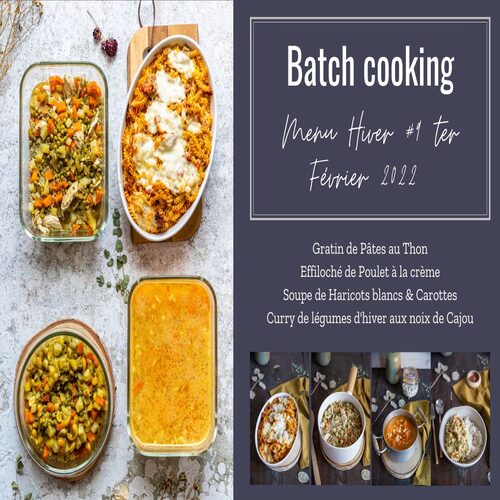 Batch cooking
Menu Hiver #9 ter
Février 2022
Gratin de Pâtes au Thon
Effiloché de Poulet à la crème
Soupe de Haricots blancs & Carottes
Curry de légumes d'hiver aux noix de Cajou